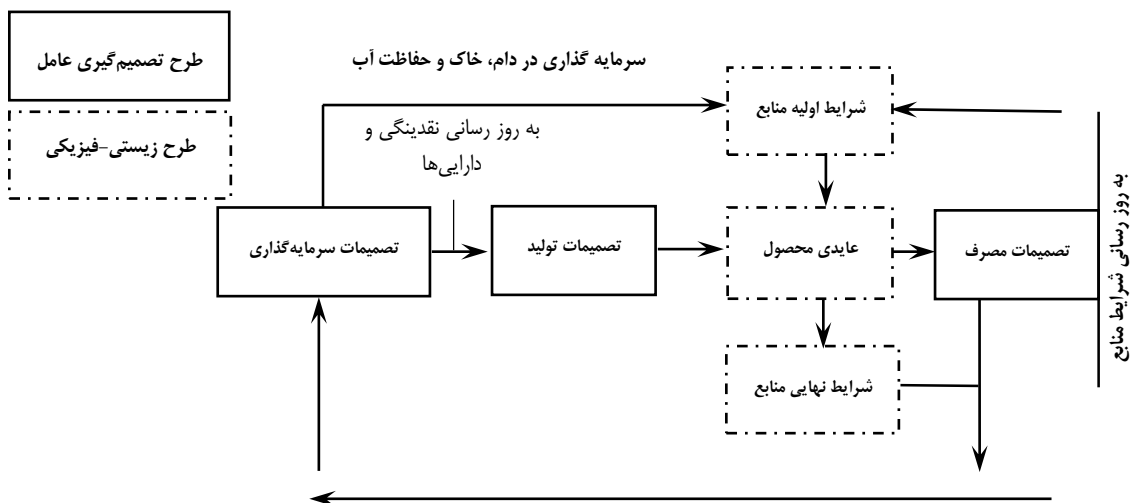 طرح تصمیم‌گیری عامل
طرح زیستی-فیزیکی
سرمایه گذاری در دام، خاک و حفاظت آب
شرایط اولیه منابع
به روز رسانی نقدینگی و
دارایی‌ها
تصمیمات سرمایه‌گذاری
تصمیمات تولید
عایدی محصول
تصمیمات مصرف
شرایط نهایی منابع
به روز رسانی شرایط منابع